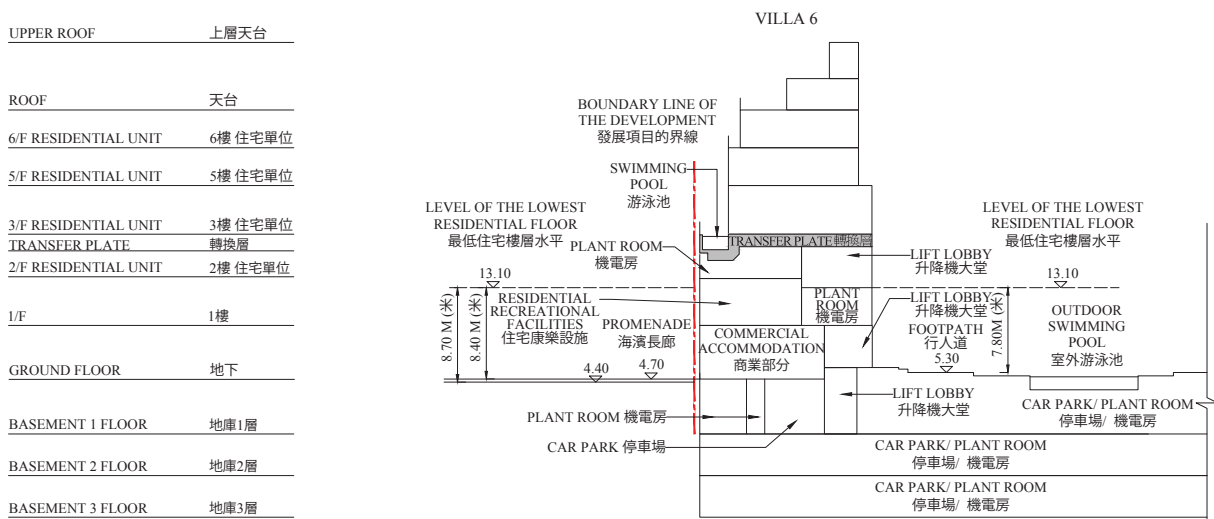 VILLA 6
UPPER ROOF 上層天台
ROOF 天台
6/F RESIDENTIAL UNIT 6樓 住宅單位
5/F RESIDENTIAL UNIT 5樓 住宅單位
3/F RESIDENTIAL UNIT 3樓 住宅單位
TRANSFER PLATE 轉換層
2/F RESIDENTIAL UNIT 2樓 住宅單位
1/F 1樓
GROUND FLOOR 地下
BASEMENT 1 FLOOR 地庫1層
BASEMENT 2 FLOOR 地庫2層
BASEMENT 3 FLOOR 地庫3層
BOUNDARY LINE OF
THE DEVELOPMENT
發展項目的界線
SWIMMING
POOL
游泳池
LEVEL OF THE LOWEST
RESIDENTIAL FLOOR
最低住宅樓層水平
13.10
PLANT ROOM
機電房
TRANSFER PLATE 轉換層
LIFT LOBBY
升降機大堂
LEVEL OF THE LOWEST
RESIDENTIAL FLOOR
最低住宅樓層水平
13.10
8.70 M (米)
8.40 M (米)
RESIDENTIAL
RECREATIONAL
FACILITIES
住宅康樂設施
PROMENADE
海濱長廊
4.40
4.70
PLANT
ROOM
機電房
LIFT LOBBY
升降機大堂
COMMERCIAL
ACCOMMODATION
商業部分
FOOTPATH
行人道
5.30
7.80M (米)
OUTDOOR
SWIMMING
POOL
室外游泳池
LIFT LOBBY
升降機大堂
PLANT ROOM 機電房
CAR PARK 停車場
CAR PARK/ PLANT ROOM
停車場/ 機電房
CAR PARK/ PLANT ROOM
停車場/ 機電房
CAR PARK/ PLANT ROOM
停車場/ 機電房